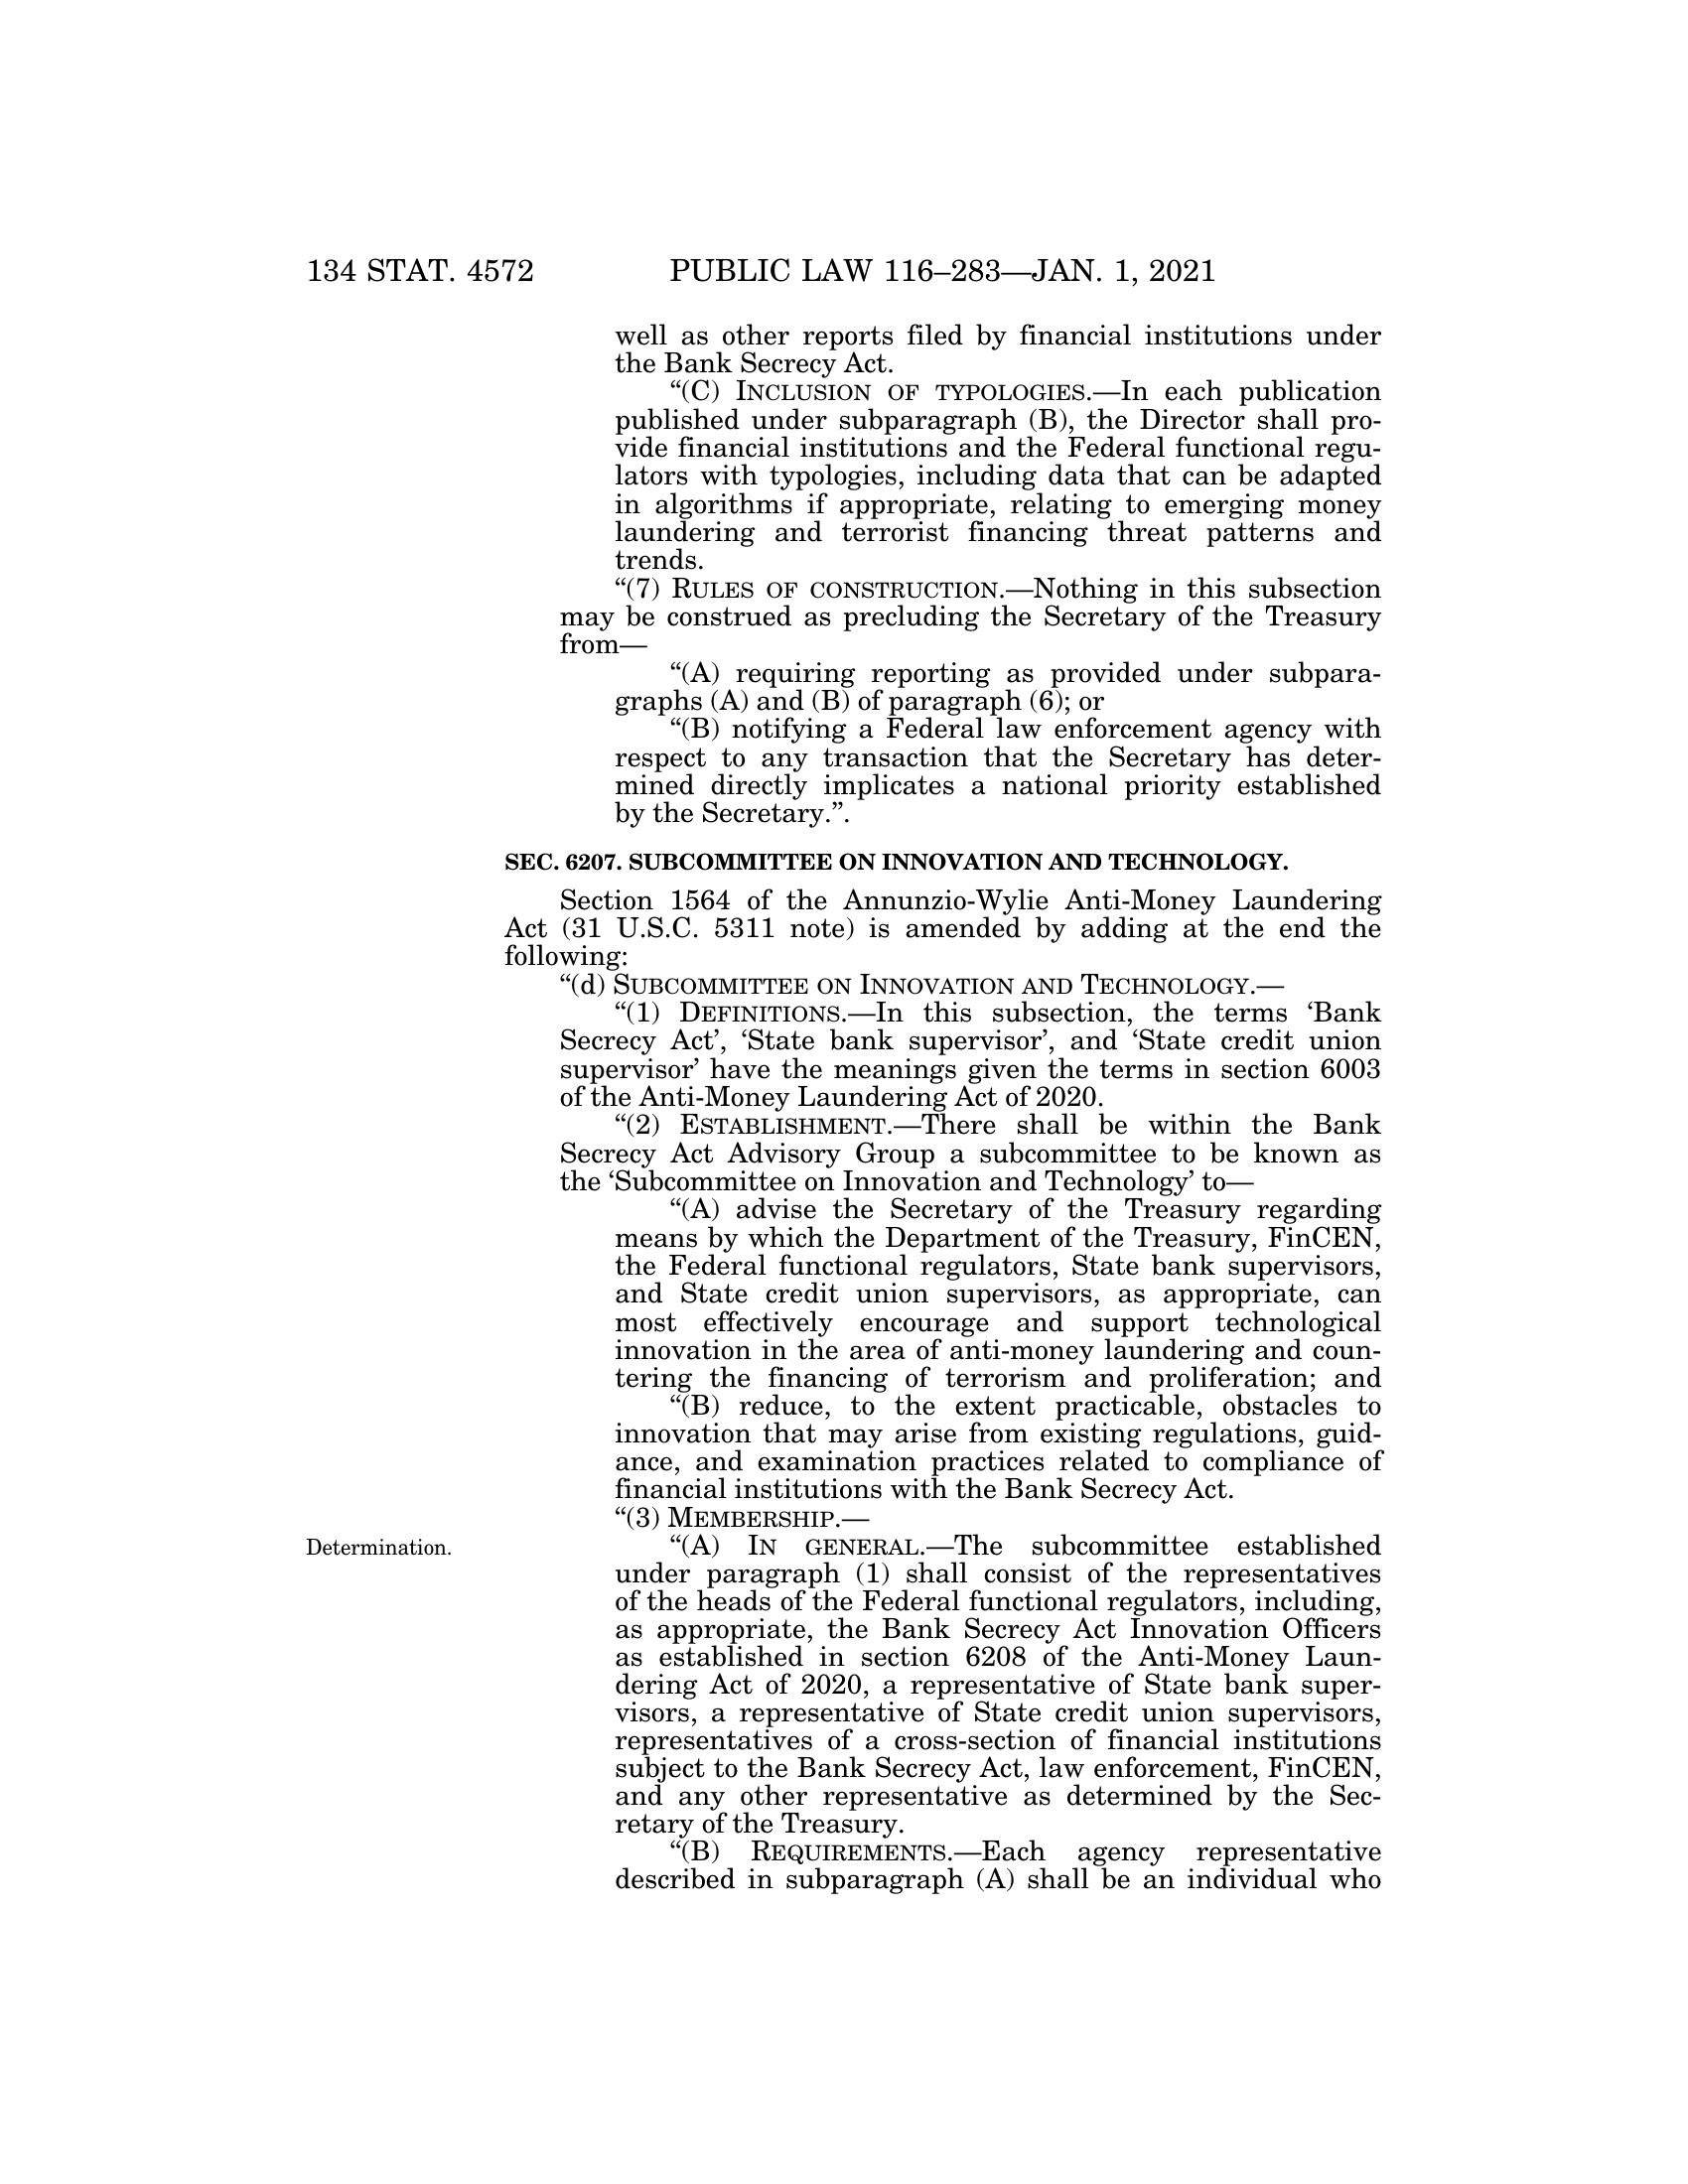 134 STAT. 4572 PUBLIC LAW 116–283—JAN. 1, 2021
well as other reports filed by financial institutions under
the Bank Secrecy Act.
“(C) INCLUSION OF TYPOLOGIES.—In each publication
published under subparagraph (B), the Director shall pro-
vide financial institutions and the Federal functional regu-
lators with typologies, including data that can be adapted
in algorithms if appropriate, relating to emerging money
laundering and terrorist financing threat patterns and
trends.
“(7) RULES OF CONSTRUCTION.—Nothing in this subsection
may be construed as precluding the Secretary of the Treasury
from—
“(A) requiring reporting as provided under subpara-
graphs (A) and (B) of paragraph (6); or
“(B) notifying a Federal law enforcement agency with
respect to any transaction that the Secretary has deter-
mined directly implicates a national priority established
by the Secretary.”.
SEC. 6207. SUBCOMMITTEE ON INNOVATION AND TECHNOLOGY.
Section 1564 of the Annunzio-Wylie Anti-Money Laundering
Act (31 U.S.C. 5311 note) is amended by adding at the end the
following:
“(d) SUBCOMMITTEE ON INNOVATION AND TECHNOLOGY.—
“(1) DEFINITIONS.—In this subsection, the terms ‘Bank
Secrecy Act’, ‘State bank supervisor’, and ‘State credit union
supervisor’ have the meanings given the terms in section 6003
of the Anti-Money Laundering Act of 2020.
“(2) ESTABLISHMENT.—There shall be within the Bank
Secrecy Act Advisory Group a subcommittee to be known as
the ‘Subcommittee on Innovation and Technology’ to—
“(A) advise the Secretary of the Treasury regarding
means by which the Department of the Treasury, FinCEN,
the Federal functional regulators, State bank supervisors,
and State credit union supervisors, as appropriate, can
most effectively encourage and support technological
innovation in the area of anti-money laundering and coun-
tering the financing of terrorism and proliferation; and
“(B) reduce, to the extent practicable, obstacles to
innovation that may arise from existing regulations, guid-
ance, and examination practices related to compliance of
financial institutions with the Bank Secrecy Act.
“(3) MEMBERSHIP.—
Determination. “(A) IN GENERAL.—The subcommittee established
under paragraph (1) shall consist of the representatives
of the heads of the Federal functional regulators, including,
as appropriate, the Bank Secrecy Act Innovation Officers
as established in section 6208 of the Anti-Money Laun-
dering Act of 2020, a representative of State bank super-
visors, a representative of State credit union supervisors,
representatives of a cross-section of financial institutions
subject to the Bank Secrecy Act, law enforcement, FinCEN,
and any other representative as determined by the Sec-
retary of the Treasury.
“(B) REQUIREMENTS.—Each agency representative
described in subparagraph (A) shall be an individual who